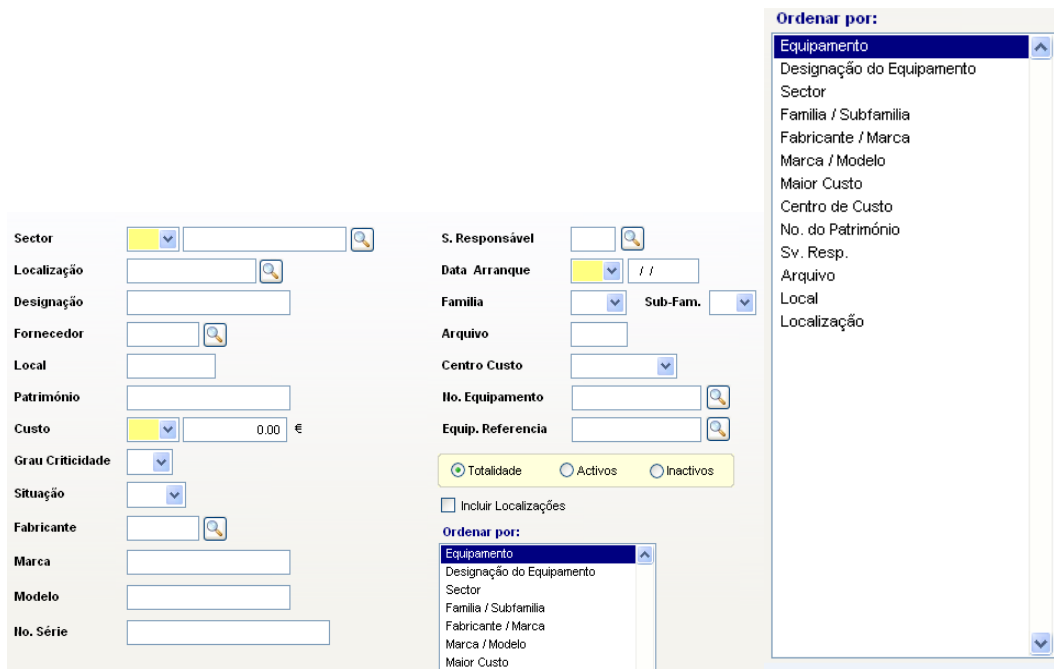 Sector
Localização
Designação
Fornecedor
Local
Património
Custo 0.00 €
Grau Criticidade
Situação
Fabricante
Marca
Modelo
No. Série
S. Responsável
Data Arranque / /
Familia Sub-Fam.
Arquivo
Centro Custo
No. Equipamento
Equip. Referencia
Totalidade Activos Inactivos
Incluir Localizações
Ordenar por:
Equipamento
Designação do Equipamento
Sector
Familia / Subfamilia
Fabricante / Marca
Marca / Modelo
Maior Custo
Ordenar por:
Equipamento
Designação do Equipamento
Sector
Familia / Subfamilia
Fabricante / Marca
Marca / Modelo
Maior Custo
Centro de Custo
No. do Património
Sv. Resp.
Arquivo
Local
Localização